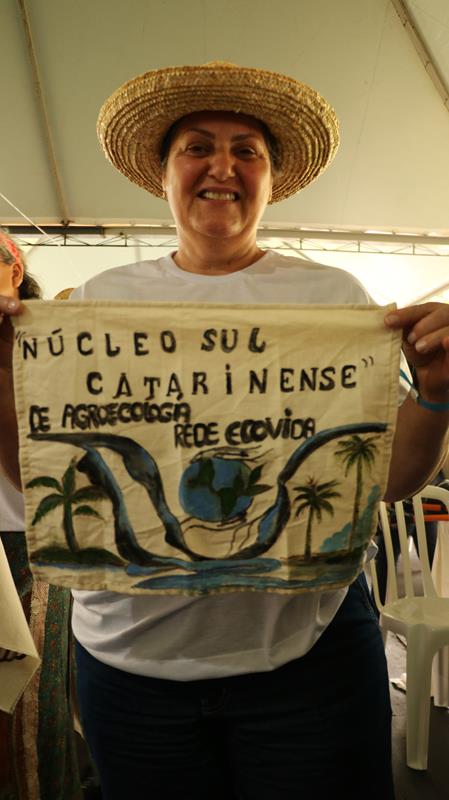 "NÚCLEO SUL
CATARINENSE"
DE AGROECOLOGIA
REDE ECOVIDA